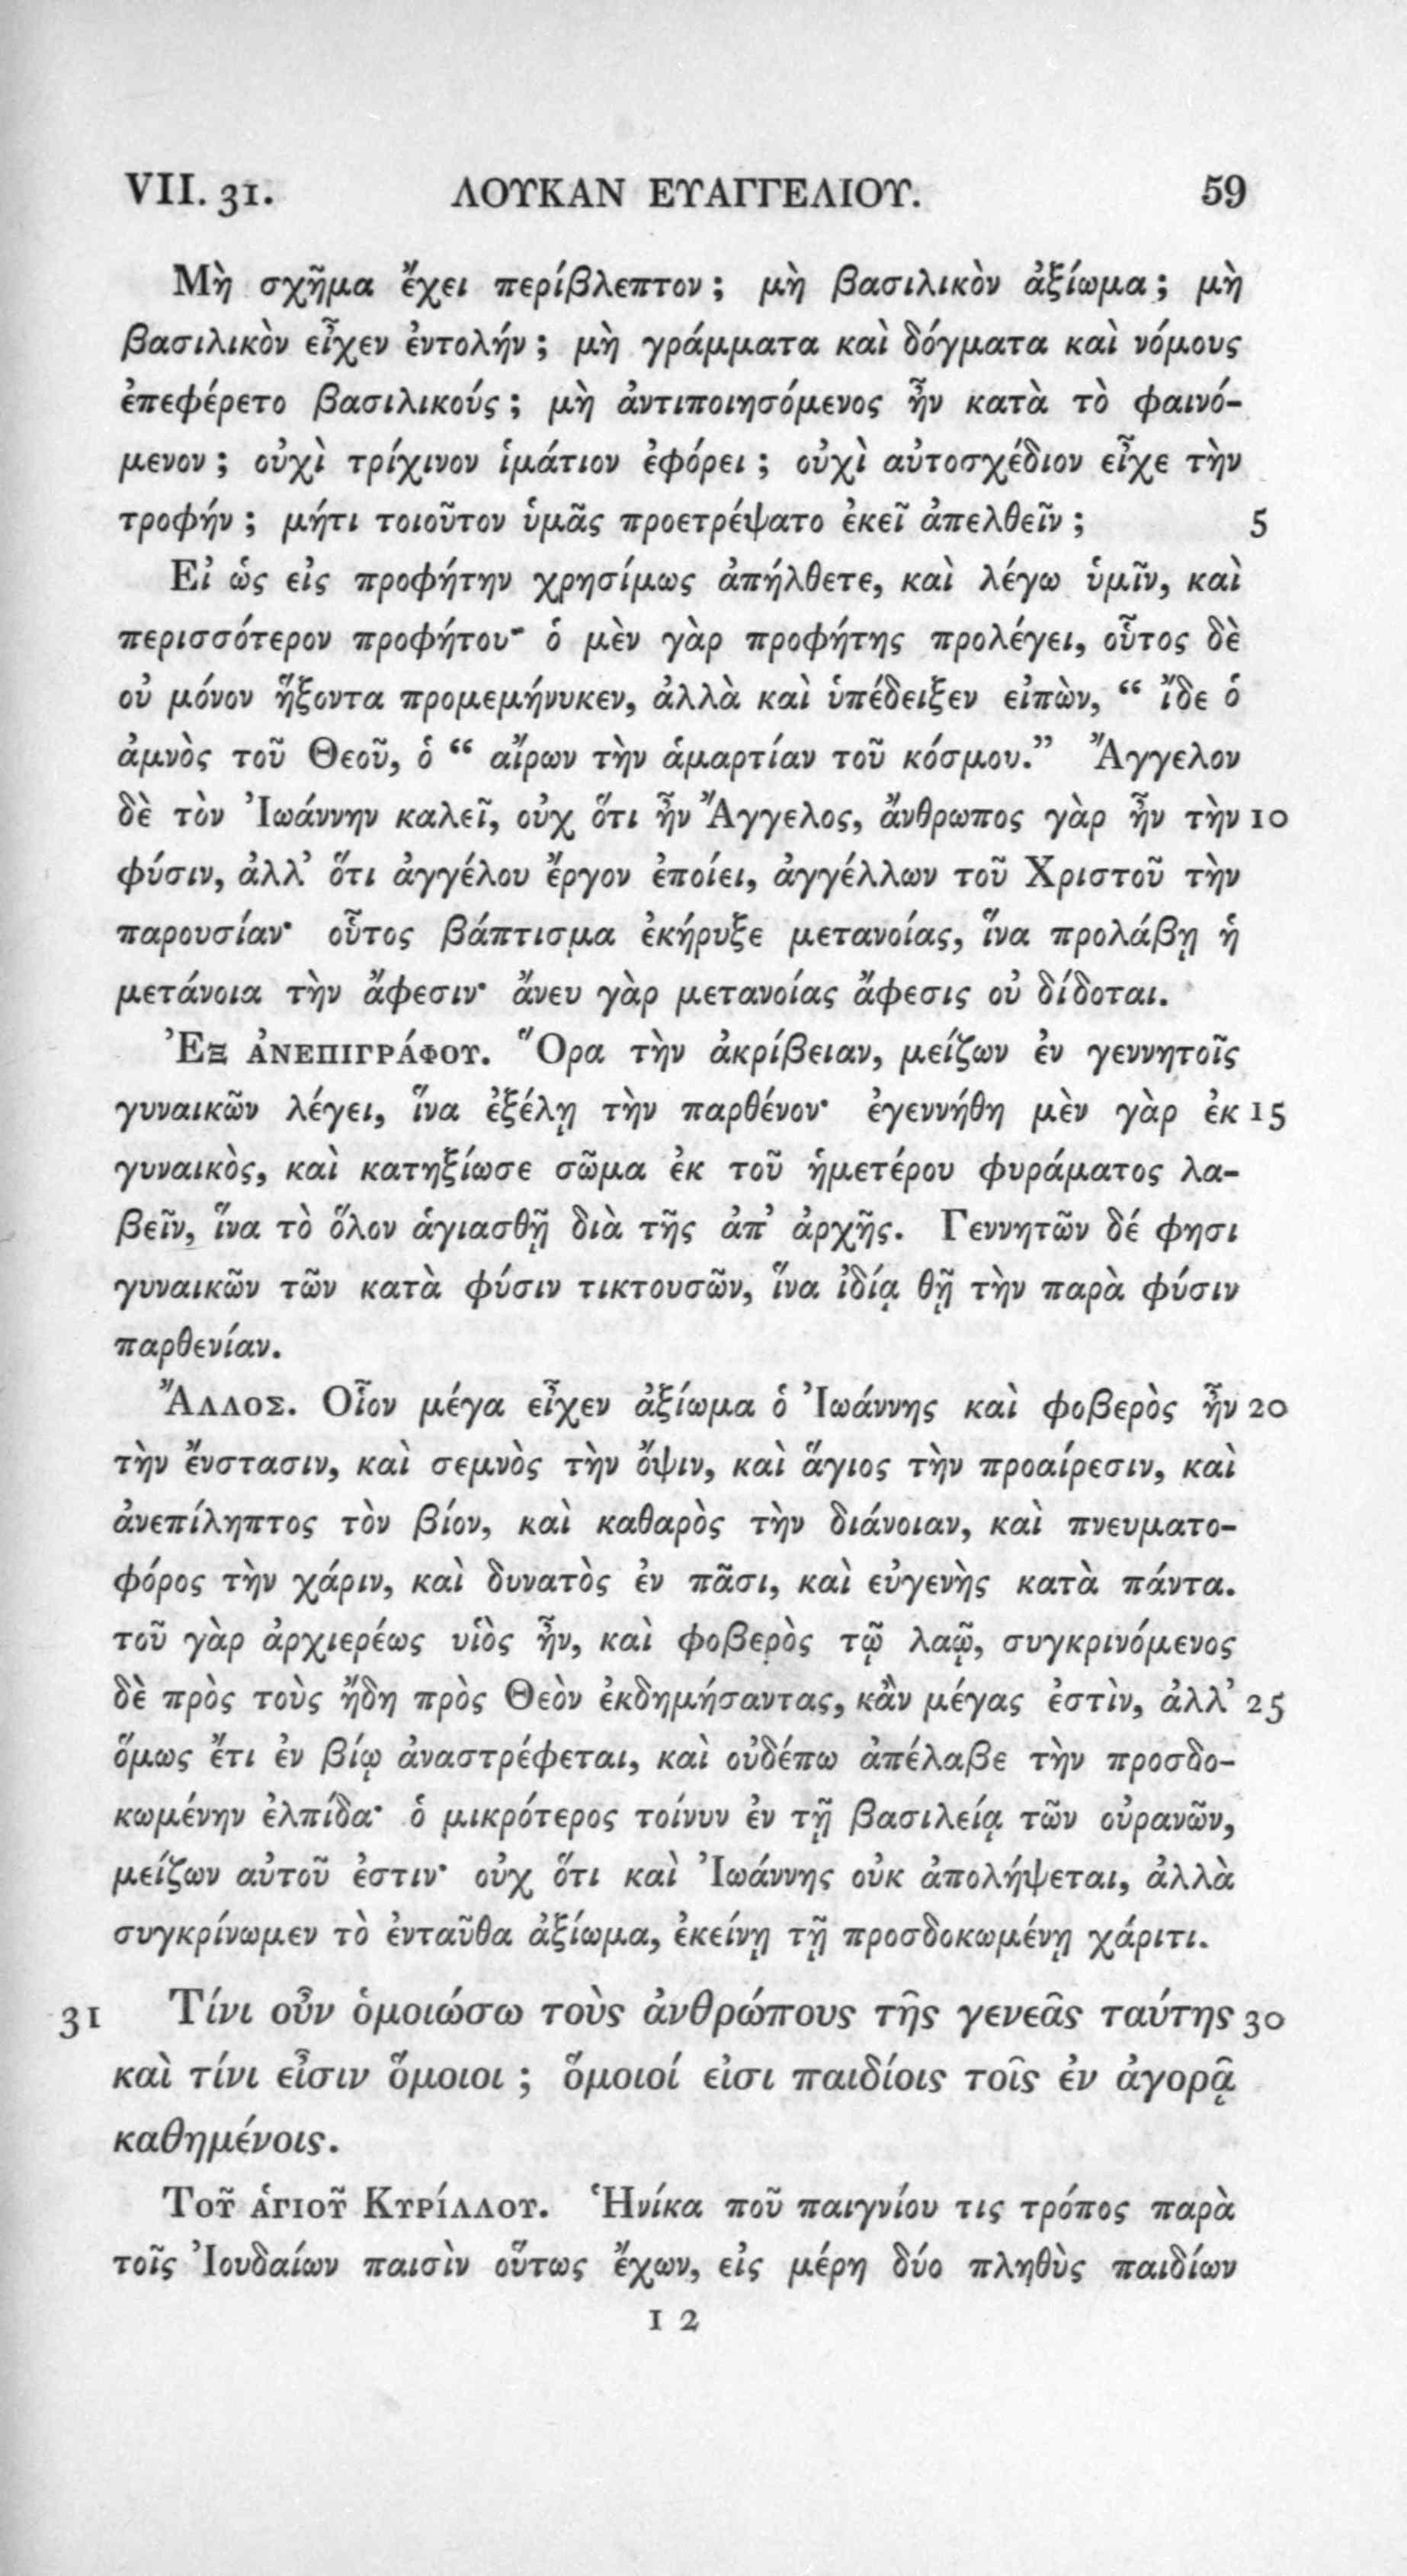 VII. 31. ΛΟΥΚΑΝ ΕΥΑΓΓΕΛΙΟΥ. 59
Μὴ σχῆμα ἔχει περίβλεπτον ; μὴ βασιλικὸν ἀξίωμα ; μὴ
βασιλικὸν εἶχεν ἐντολήν ; μὴ γράμματα καὶ δόγματα καὶ νόμους
ἐπεφέρετο βασιλικούς ; μὴ ἀντιποιησόμενος ἦν κατὰ τὸ φαινό-
μενον ; οὐχὶ τρίχινον ἱμάτιον ἐφόρει ; οὐχὶ αὐτοσχέδιον εἶχε τὴν
τροφήν ; μήτι τοιοῦτον ὑμᾶς προετρέψατο ἐκεῖ ἀπελθεῖν ; 5
Εἰ ὡς εἰς προφήτην χρησίμως ἀπήλθετε, καὶ λέγω ὑμῖν, καὶ
περισσότερον προφήτου· ὁ μὲν γὰρ προφήτης προλέγει, οὗτος δὲ
οὐ μόνον ἥξοντα προμεμήνυκεν, ἀλλὰ καὶ ὑπέδειξεν εἰπὼν, “ ἴδε ὁ
ἀμνὸς τοῦ Θεοῦ, ὁ “ αἴρων τὴν ἁμαρτίαν τοῦ κόσμου.” Ἄγγελον
δὲ τὸν Ἰωάννην καλεῖ, οὐχ ὅτι ἦν Ἄγγελος, ἄνθρωπος γὰρ ἦν τὴν 10
φύσιν, ἀλλ’ ὅτι ἀγγέλου ἔργον ἐποίει, ἀγγέλλων τοῦ Χριστοῦ τὴν
παρουσίαν· οὗτος βάπτισμα ἐκήρυξε μετανοίας, ἵνα προλάβῃ ἡ
μετάνοια τὴν ἄφεσιν· ἄνευ γὰρ μετανοίας ἄφεσις οὐ δίδοται.
Ἐξ ἀνεπιγράφου. Ὅρα τὴν ἀκρίβειαν, μείζων ἐν γεννητοῖς
γυναικῶν λέγει, ἵνα ἐξέλῃ τὴν παρθένον· ἐγεννήθη μὲν γὰρ ἐκ 15
γυναικὸς, καὶ κατηξίωσε σῶμα ἐκ τοῦ ἡμετέρου φυράματος λα-
βεῖν, ἵνα τὸ ὅλον ἁγιασθῇ διὰ τῆς ἀπ’ ἀρχῆς. Γεννητῶν δέ φησι
γυναικῶν τῶν κατὰ φύσιν τικτουσῶν, ἵνα ἰδίᾳ θῇ τὴν παρὰ φύσιν
παρθενίαν.
Ἄλλος. Οἷον μέγα εἶχεν ἀξίωμα ὁ Ἰωάννης καὶ φοβερὸς ἦν 20
τὴν ἔνστασιν, καὶ σεμνὸς τὴν ὄψιν, καὶ ἅγιος τὴν προαίρεσιν, καὶ
ἀνεπίληπτος τὸν βίον, καὶ καθαρὸς τὴν διάνοιαν, καὶ πνευματο-
φόρος τὴν χάριν, καὶ δυνατὸς ἐν πᾶσι, καὶ εὐγενὴς κατὰ πάντα.
τοῦ γὰρ ἀρχιερέως υἱὸς ἦν, καὶ φοβερὸς τῷ λαῷ, συγκρινόμενος
δὲ πρὸς τοὺς ἤδη πρὸς Θεὸν ἐκδημήσαντας, κἂν μέγας ἐστὶν, ἀλλ’ 25
ὅμως ἔτι ἐν βίῳ ἀναστρέφεται, καὶ οὐδέπω ἀπέλαβε τὴν προσδο-
κωμένην ἐλπίδα· ὁ μικρότερος τοίνυν ἐν τῇ βασιλείᾳ τῶν οὐρανῶν,
μείζων αὐτοῦ ἐστιν· οὐχ ὅτι καὶ Ἰωάννης οὐκ ἀπολήψεται, ἀλλὰ
συγκρίνωμεν τὸ ἐνταῦθα ἀξίωμα, ἐκείνῃ τῇ προσδοκωμένῃ χάριτι.
31 Τίνι οὖν ὁμοιώσω τοὺς ἀνθρώπους τῆς γενεᾶς ταύτης 30
καὶ τίνι εἶσιν ὅμοιοι ; ὅμοιοί εἰσι παιδίοις τοῖς ἐν ἀγορᾷ
καθημένοις.
Τοῦ ἁγιοῦ Κυρίλλου. Ἡνίκα ποῦ παιγνίου τις τρόπος παρὰ
τοῖς Ἰουδαίων παισὶν οὕτως ἔχων, εἰς μέρη δύο πληθὺς παιδίων
I 2